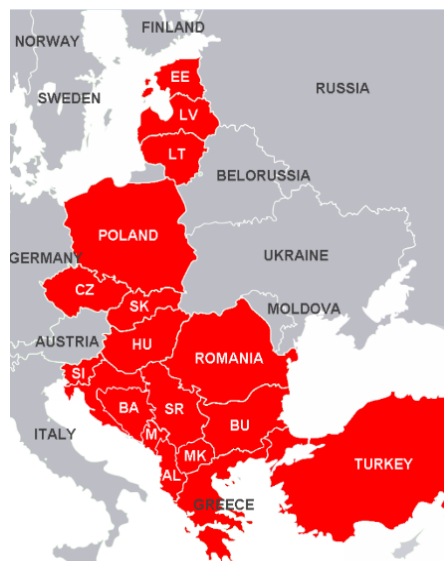 FINLAND
NORWAY
EE
RUSSIA
SWEDEN
LV
LT
BELORUSSIA
POLAND
UKRAINE
GERMANY
CZ
SK
MOLDOVA
AUSTRIA
HU
ROMANIA
SI
BA
SR
BU
ITALY
M
MK
TURKEY
AL
GREECE